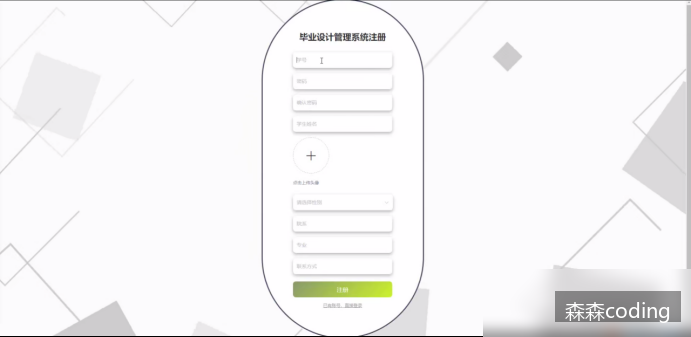 毕业设计管理系统注册
学号
密码
确认密码
学生姓名
点击上传头像
请选择性别
院系
专业
联系方式
注册
已有账号，直接登录
森森coding